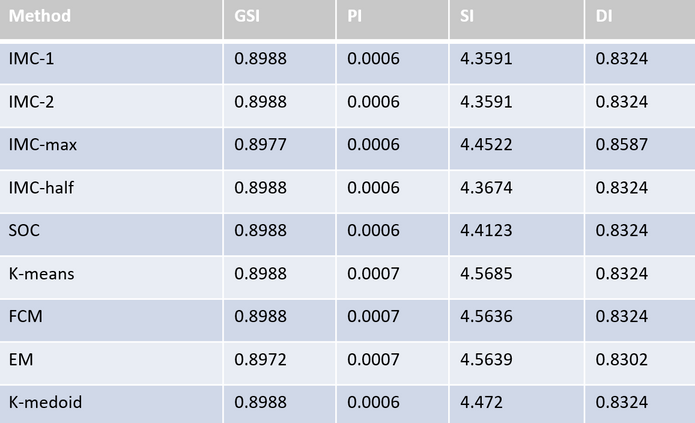 Method GSI PI SI DI
IMC-1 0.8988 0.0006 4.3591 0.8324
IMC-2 0.8988 0.0006 4.3591 0.8324
IMC-max 0.8977 0.0006 4.4522 0.8587
IMC-half 0.8988 0.0006 4.3674 0.8324
SOC 0.8988 0.0006 4.4123 0.8324
K-means 0.8988 0.0007 4.5685 0.8324
FCM 0.8988 0.0007 4.5636 0.8324
EM 0.8972 0.0007 4.5639 0.8302
K-medoid 0.8988 0.0006 4.472 0.8324